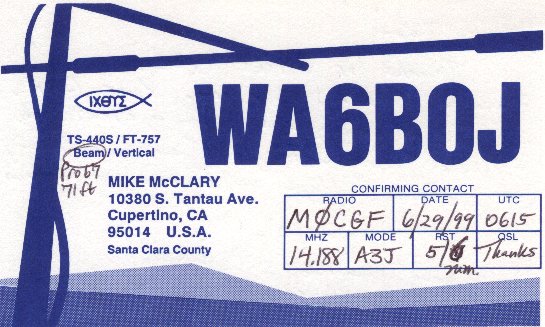 ΙΧΘΥΣ
WA6BOJ
TS-440S / FT-757
Beam / Vertical
Pro 67
71 ft
MIKE McCLARY
10380 S. Tantau Ave.
Cupertino, CA
95014 U.S.A.
Santa Clara County
CONFIRMING CONTACT
RADIO DATE UTC
MØCGF 6/29/99 0615
MHZ MODE RST QSL
14.188 A3J 5/6 Thanks